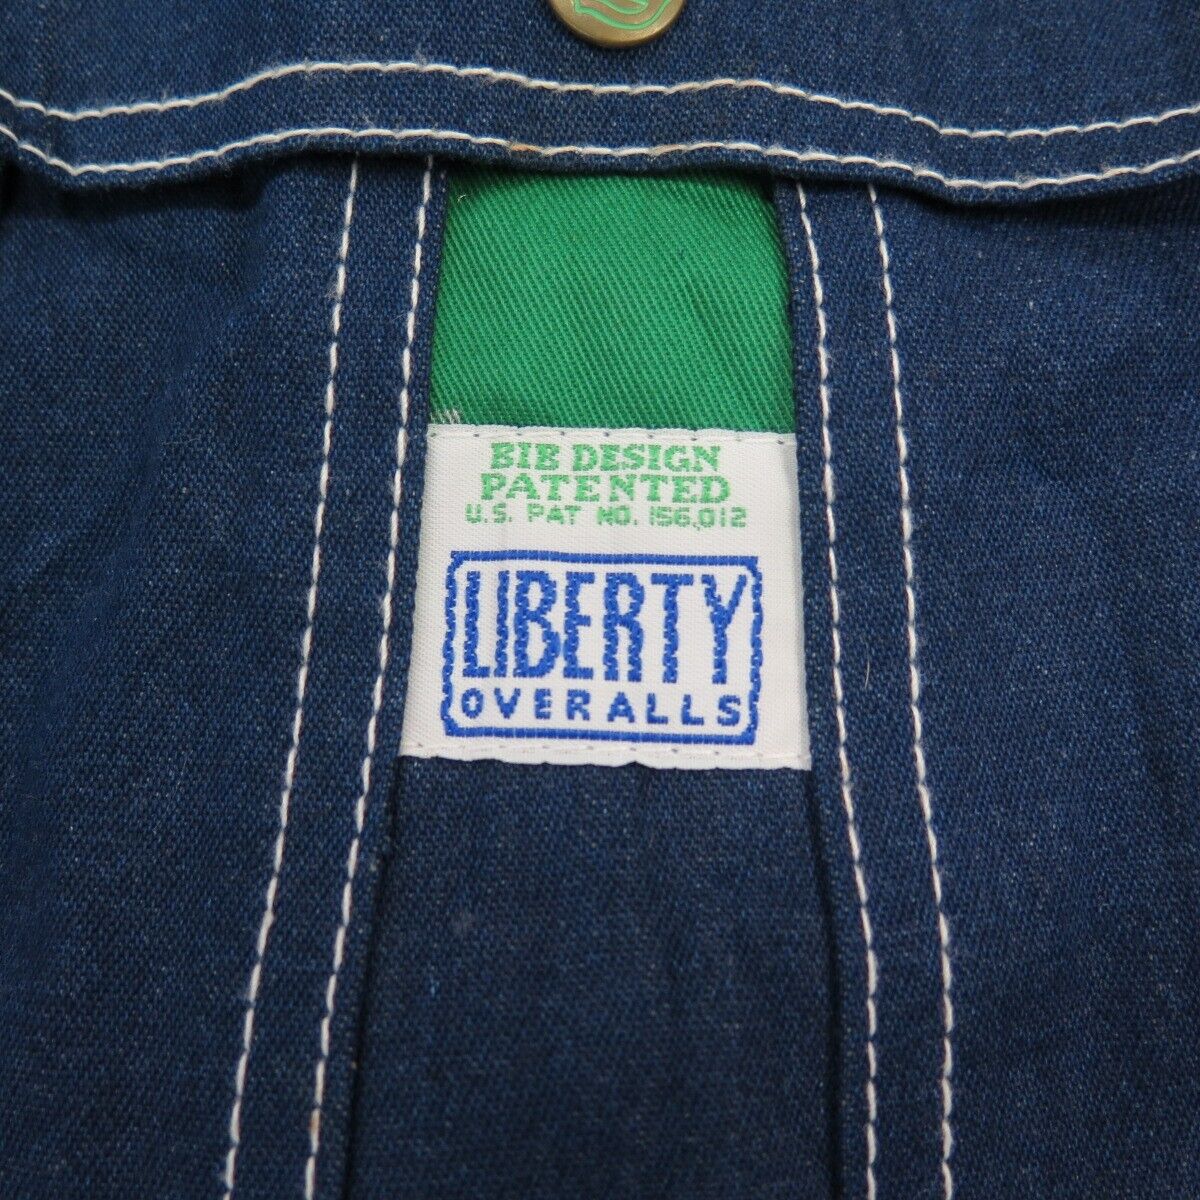 BIB DESIGN
PATENTED
U.S. PAT NO. 156,012
LIBERTY
OVERALLS